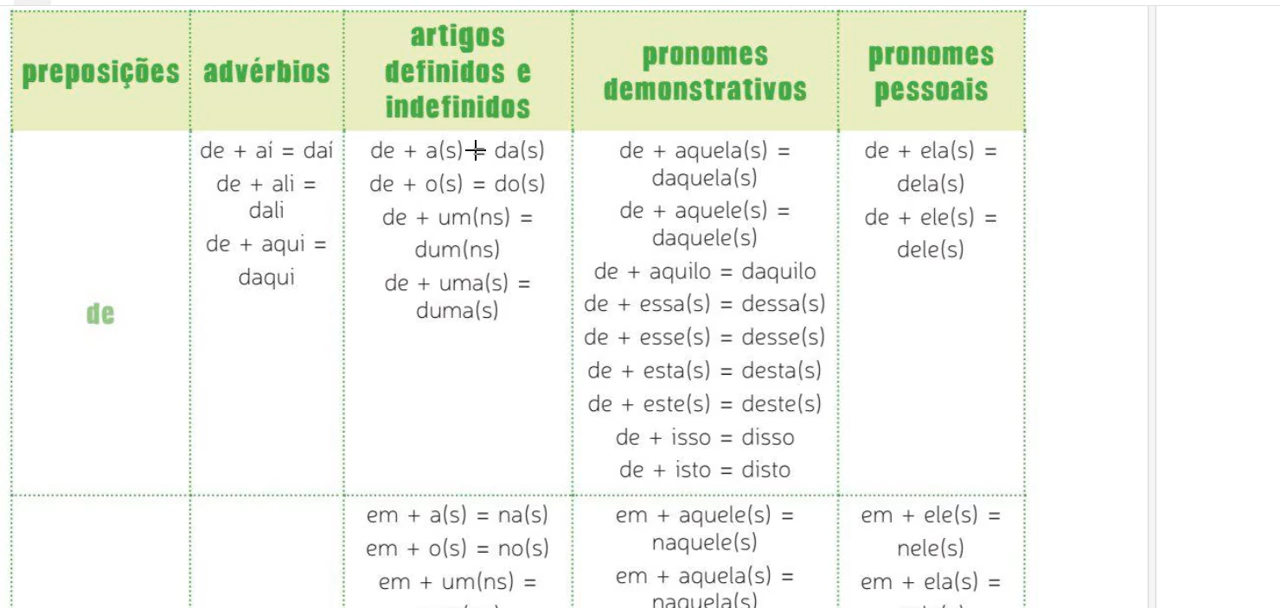 preposições
advérbios
artigos
definidos e
indefinidos
pronomes
demonstrativos
pronomes
pessoais
de
de + aí = daí
de + ali =
dali
de + aqui =
daqui
de + a(s) = da(s)
de + o(s) = do(s)
de + um(ns) =
dum(ns)
de + uma(s) =
duma(s)
de + aquela(s) =
daquela(s)
de + aquele(s) =
daquele(s)
de + aquilo = daquilo
de + essa(s) = dessa(s)
de + esse(s) = desse(s)
de + esta(s) = desta(s)
de + este(s) = deste(s)
de + isso = disso
de + isto = disto
de + ela(s) =
dela(s)
de + ele(s) =
dele(s)
em + a(s) = na(s)
em + o(s) = no(s)
em + um(ns) =
em + aquele(s) =
naquele(s)
em + aquela(s) =
naquela(s)
em + ele(s) =
nele(s)
em + ela(s) =